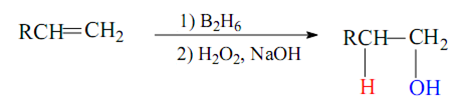 RCH=CH₂
1) B₂H₆
2) H₂O₂, NaOH
RCH—CH₂
H OH